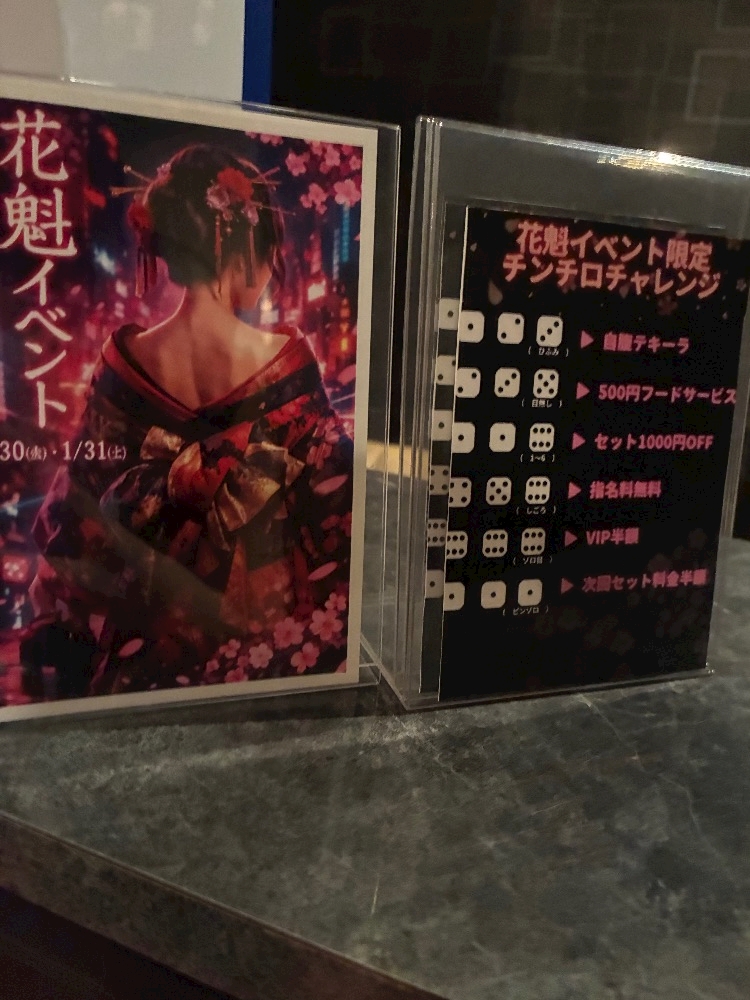 花魁イベント
30(金)・1/31(土)
花魁イベント限定
チンチロチャレンジ
(ひふみ)
▶ 自腹テキーラ
(目無し)
▶ 500円フードサービス
(1〜6)
▶ セット1000円OFF
(しごろ)
▶ 指名料無料
(ゾロ目)
▶ VIP半額
(ピンゾロ)
▶ 次回セット料金半額